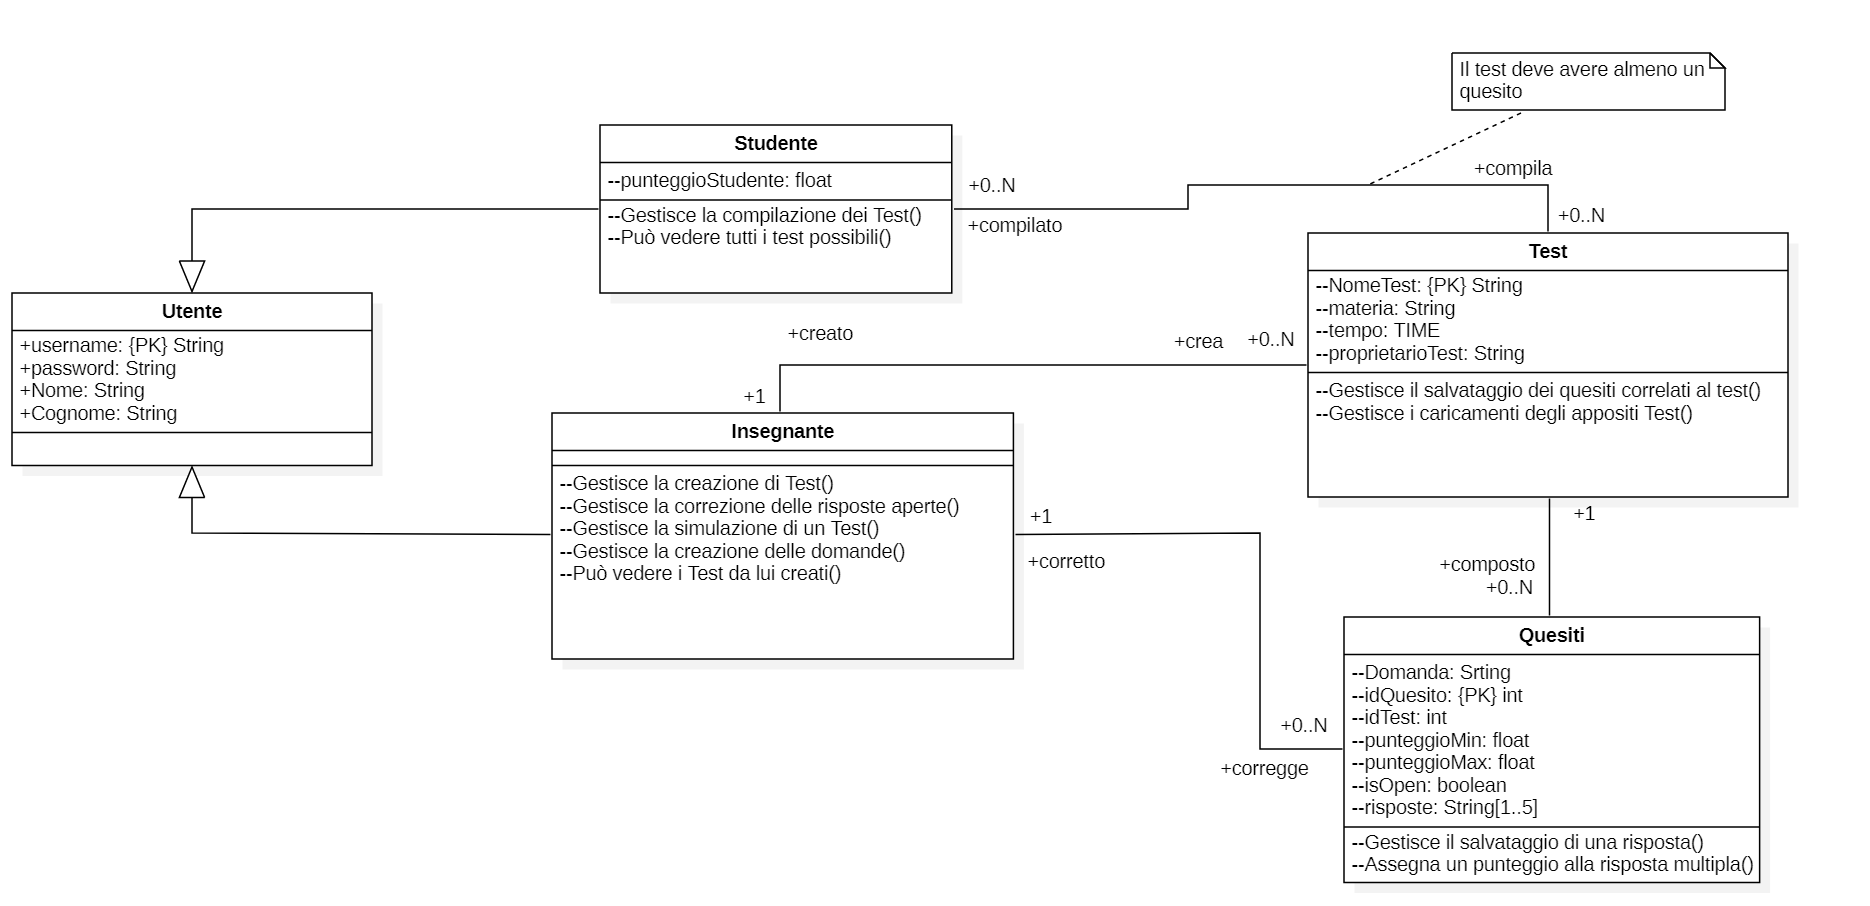 Il test deve avere almeno un
quesito
Studente
--punteggioStudente: float
--Gestisce la compilazione dei Test()
--Può vedere tutti i test possibili()
+0..N
+compilato
+compila
+0..N
Test
--NomeTest: {PK} String
--materia: String
--tempo: TIME
--proprietarioTest: String
--Gestisce il salvataggio dei quesiti correlati al test()
--Gestisce i caricamenti degli appositi Test()
Utente
+username: {PK} String
+password: String
+Nome: String
+Cognome: String
+creato
+crea
+0..N
+1
Insegnante
--Gestisce la creazione di Test()
--Gestisce la correzione delle risposte aperte()
--Gestisce la simulazione di un Test()
--Gestisce la creazione delle domande()
--Può vedere i Test da lui creati()
+1
+corretto
+1
+composto
+0..N
+0..N
+corregge
Quesiti
--Domanda: Srting
--idQuesito: {PK} int
--idTest: int
--punteggioMin: float
--punteggioMax: float
--isOpen: boolean
--risposte: String[1..5]
--Gestisce il salvataggio di una risposta()
--Assegna un punteggio alla risposta multipla()